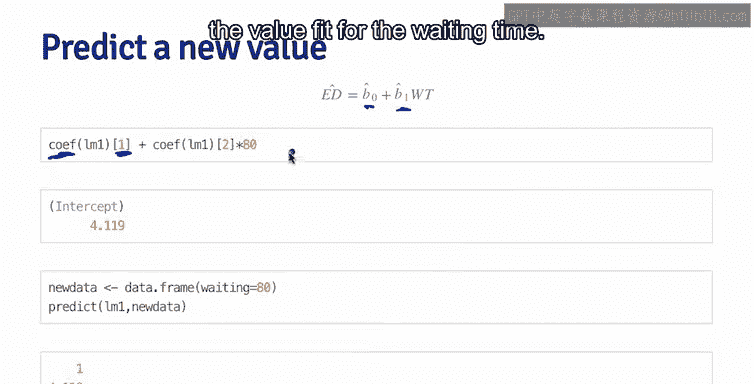 the value fit for the waiting time.
Predict a new value
ÊD = b̂₀ + b̂₁WT
coef(lm1)[1] + coef(lm1)[2]*80
(Intercept)
4.119
newdata <- data.frame(waiting=80)
predict(lm1,newdata)
1